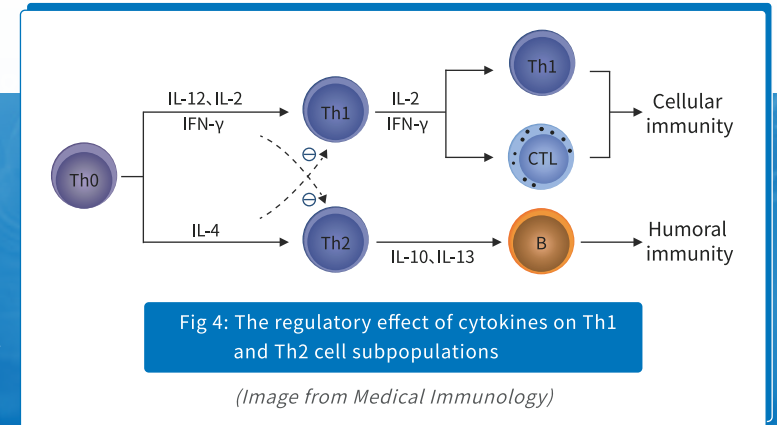 Th0
IL-12、IL-2
IFN-γ
IL-4
Th1
Th2
⊖
⊖
IL-2
IFN-γ
IL-10、IL-13
Th1
CTL
B
Cellular
immunity
Humoral
immunity
Fig 4: The regulatory effect of cytokines on Th1
and Th2 cell subpopulations
(Image from Medical Immunology)